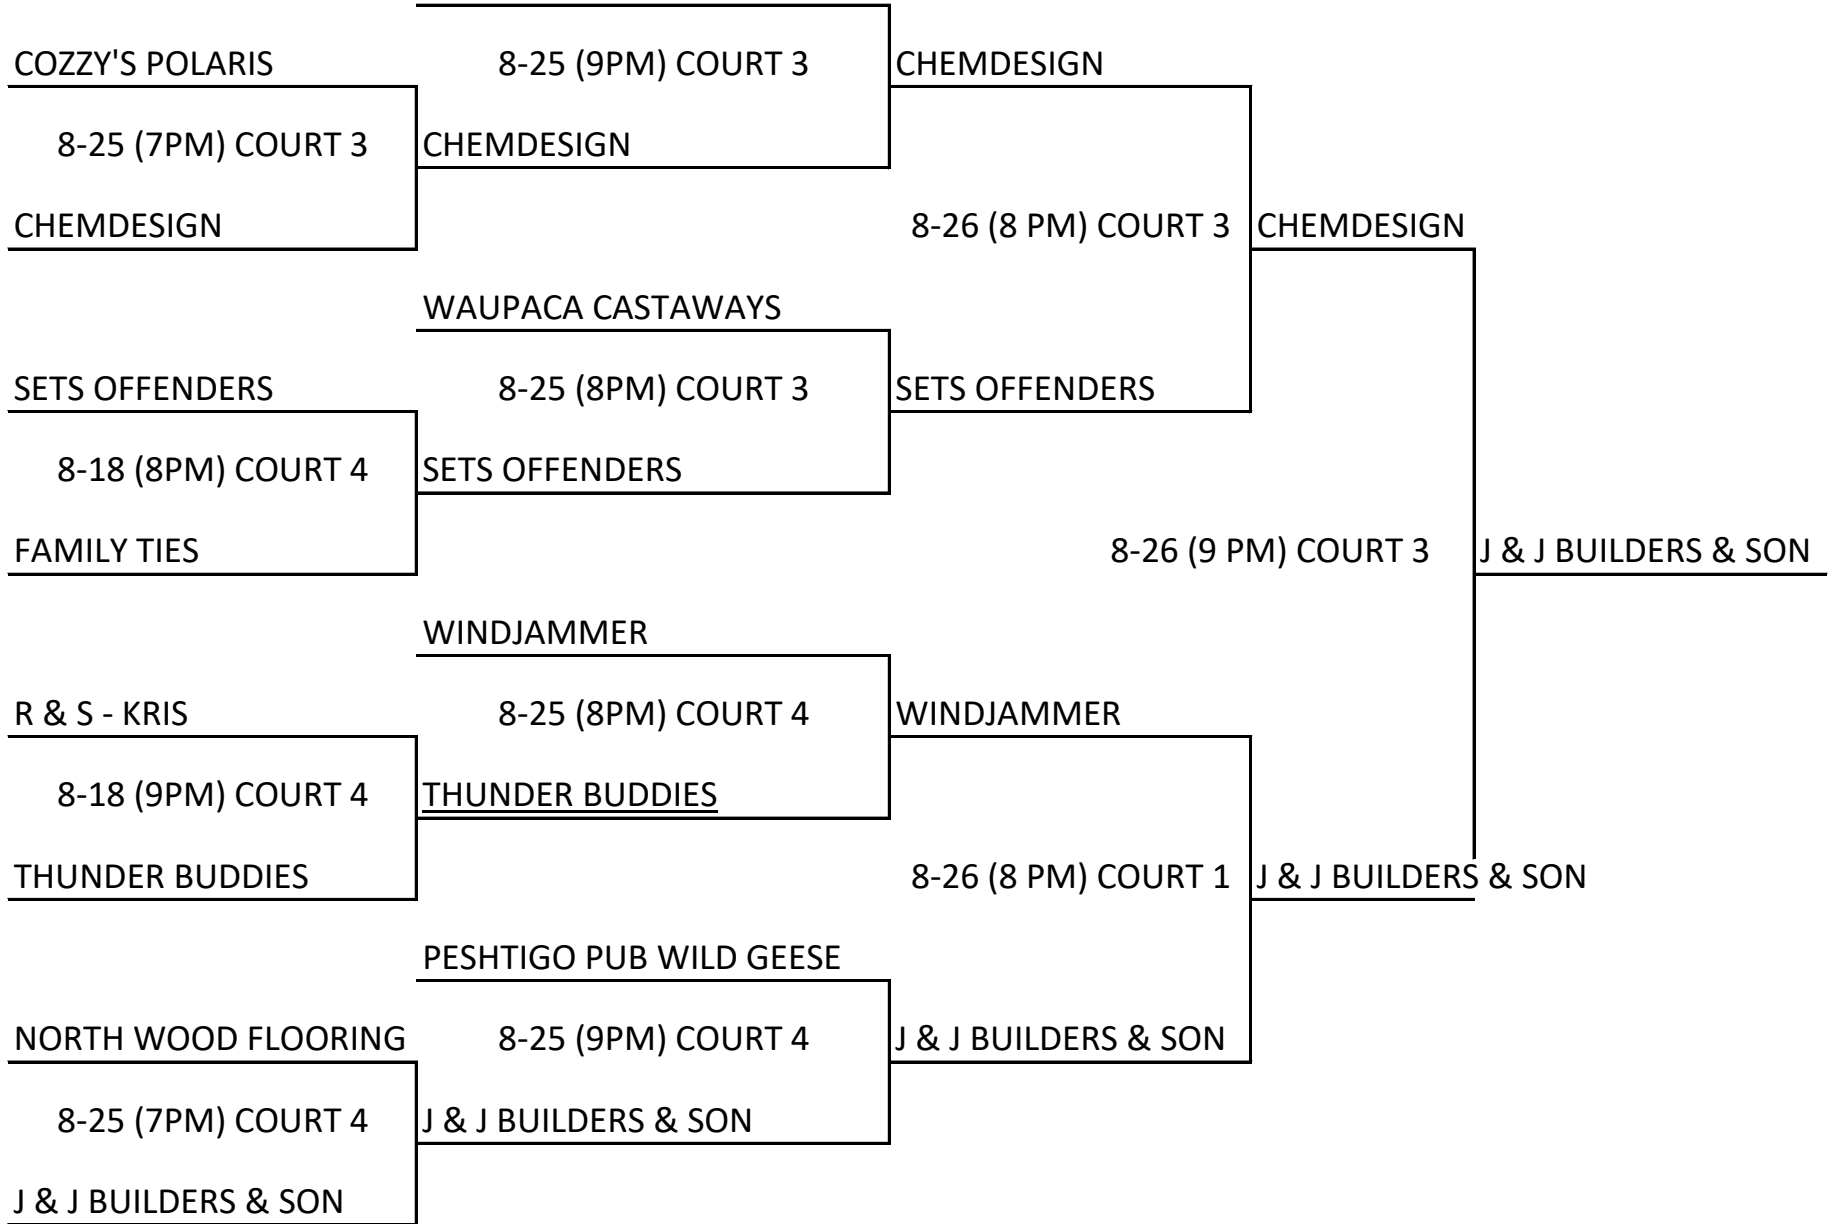 COZZY'S POLARIS
8-25 (9PM) COURT 3
CHEMDESIGN
8-25 (7PM) COURT 3
CHEMDESIGN
CHEMDESIGN
8-26 (8 PM) COURT 3
CHEMDESIGN
WAUPACA CASTAWAYS
SETS OFFENDERS
8-25 (8PM) COURT 3
SETS OFFENDERS
8-18 (8PM) COURT 4
SETS OFFENDERS
FAMILY TIES
8-26 (9 PM) COURT 3
J & J BUILDERS & SON
WINDJAMMER
R & S - KRIS
8-25 (8PM) COURT 4
WINDJAMMER
8-18 (9PM) COURT 4
THUNDER BUDDIES
THUNDER BUDDIES
8-26 (8 PM) COURT 1
J & J BUILDERS & SON
PESHTIGO PUB WILD GEESE
NORTH WOOD FLOORING
8-25 (9PM) COURT 4
J & J BUILDERS & SON
8-25 (7PM) COURT 4
J & J BUILDERS & SON
J & J BUILDERS & SON